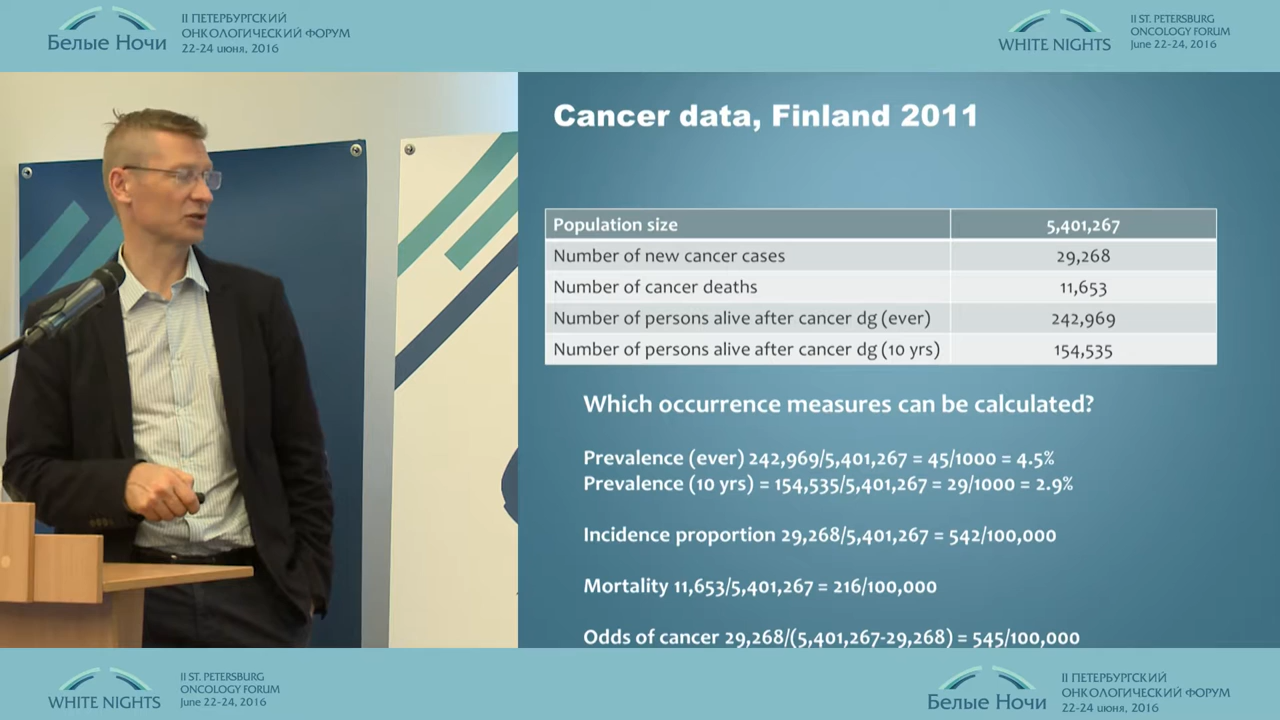 II ПЕТЕРБУРГСКИЙ
ОНКОЛОГИЧЕСКИЙ ФОРУМ
22-24 июня, 2016
Белые Ночи
WHITE NIGHTS
II ST. PETERSBURG
ONCOLOGY FORUM
June 22-24, 2016
Cancer data, Finland 2011
Population size 5,401,267
Number of new cancer cases 29,268
Number of cancer deaths 11,653
Number of persons alive after cancer dg (ever) 242,969
Number of persons alive after cancer dg (10 yrs) 154,535
Which occurrence measures can be calculated?
Prevalence (ever) 242,969/5,401,267 = 45/1000 = 4.5%
Prevalence (10 yrs) = 154,535/5,401,267 = 29/1000 = 2.9%
Incidence proportion 29,268/5,401,267 = 542/100,000
Mortality 11,653/5,401,267 = 216/100,000
Odds of cancer 29,268/(5,401,267-29,268) = 545/100,000
WHITE NIGHTS
II ST. PETERSBURG
ONCOLOGY FORUM
June 22-24, 2016
Белые Ночи
II ПЕТЕРБУРГСКИЙ
ОНКОЛОГИЧЕСКИЙ ФОРУМ
22-24 июня, 2016